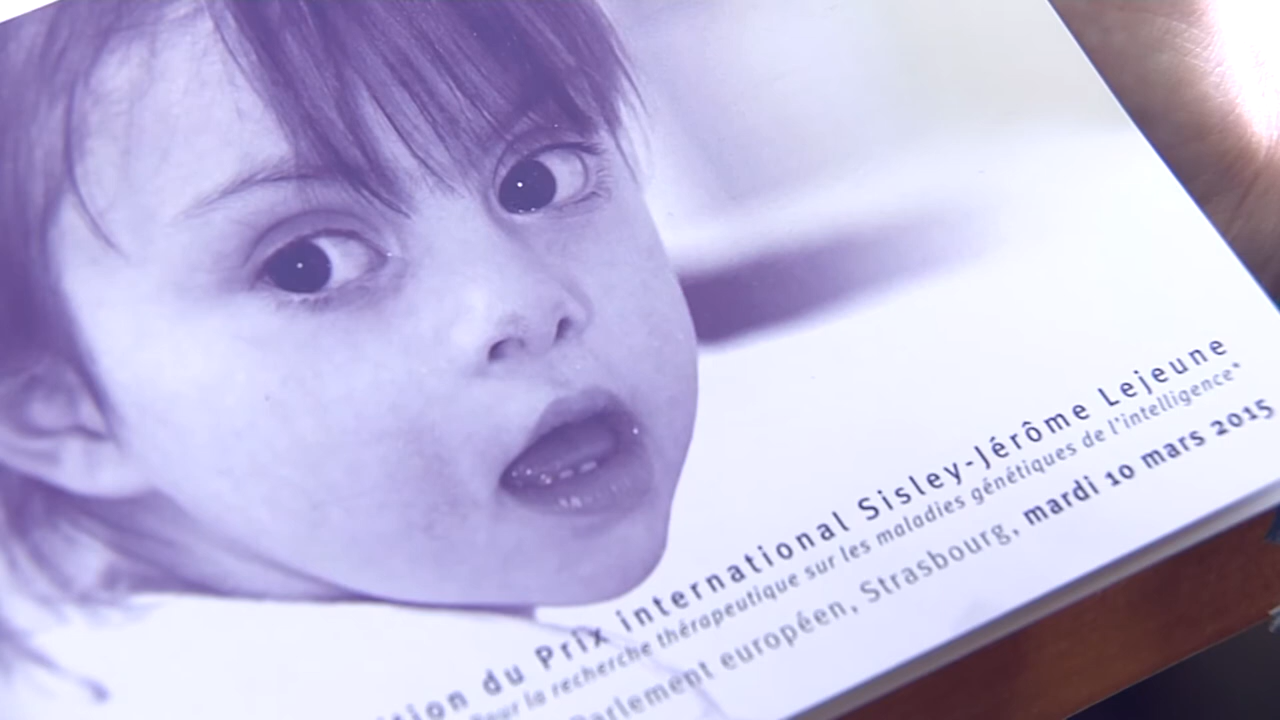 du Prix international Sisley-Jérôme Lejeune
Pour la recherche thérapeutique sur les maladies génétiques de l'intelligence*
Parlement européen, Strasbourg, mardi 10 mars 2015